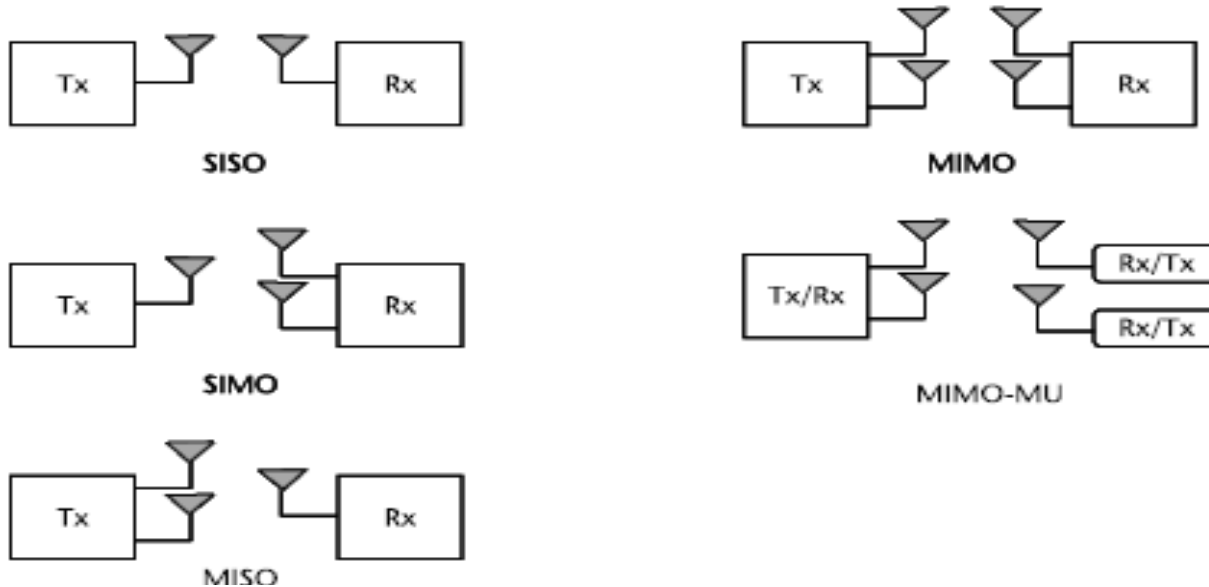 Tx
Rx
SISO
Tx
Rx
MIMO
Tx
Rx
SIMO
Tx/Rx
Rx/Tx
Rx/Tx
MIMO-MU
Tx
Rx
MISO